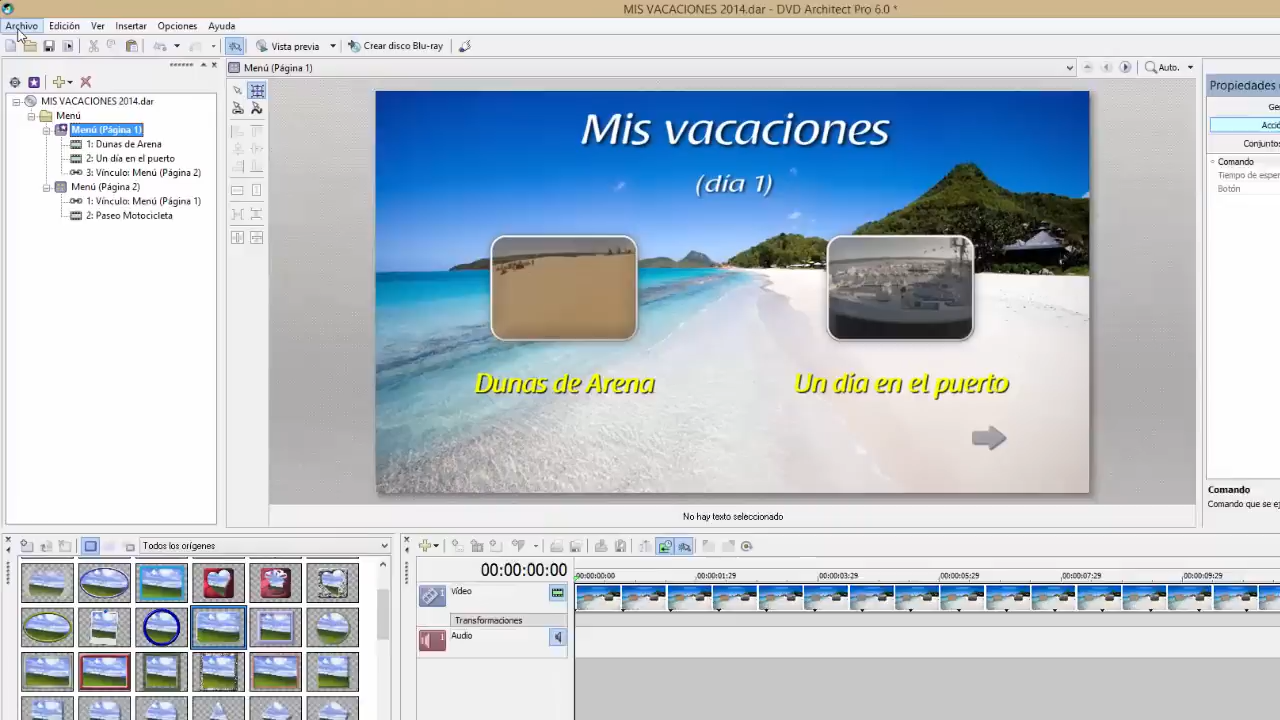 MIS VACACIONES 2014.dar - DVD Architect Pro 6.0 *
Archivo Edición Ver Insertar Opciones Ayuda
Vista previa Crear disco Blu-ray
Menú (Página 1) Auto.
MIS VACACIONES 2014.dar
Menú
Menú (Página 1)
1: Dunas de Arena
2: Un día en el puerto
3: Vínculo: Menú (Página 2)
Menú (Página 2)
1: Vínculo: Menú (Página 1)
2: Paseo Motocicleta
Mis vacaciones
(día 1)
Dunas de Arena Un día en el puerto
No hay texto seleccionado
Propiedades
Comando
Tiempo de esper
Botón
Comando
Comando que se ej
Todos los orígenes
00:00:00:00
00:00:00:00 00:00:01:29 00:00:03:29 00:00:05:29 00:00:07:29 00:00:09:29
Vídeo
Transformaciones
Audio